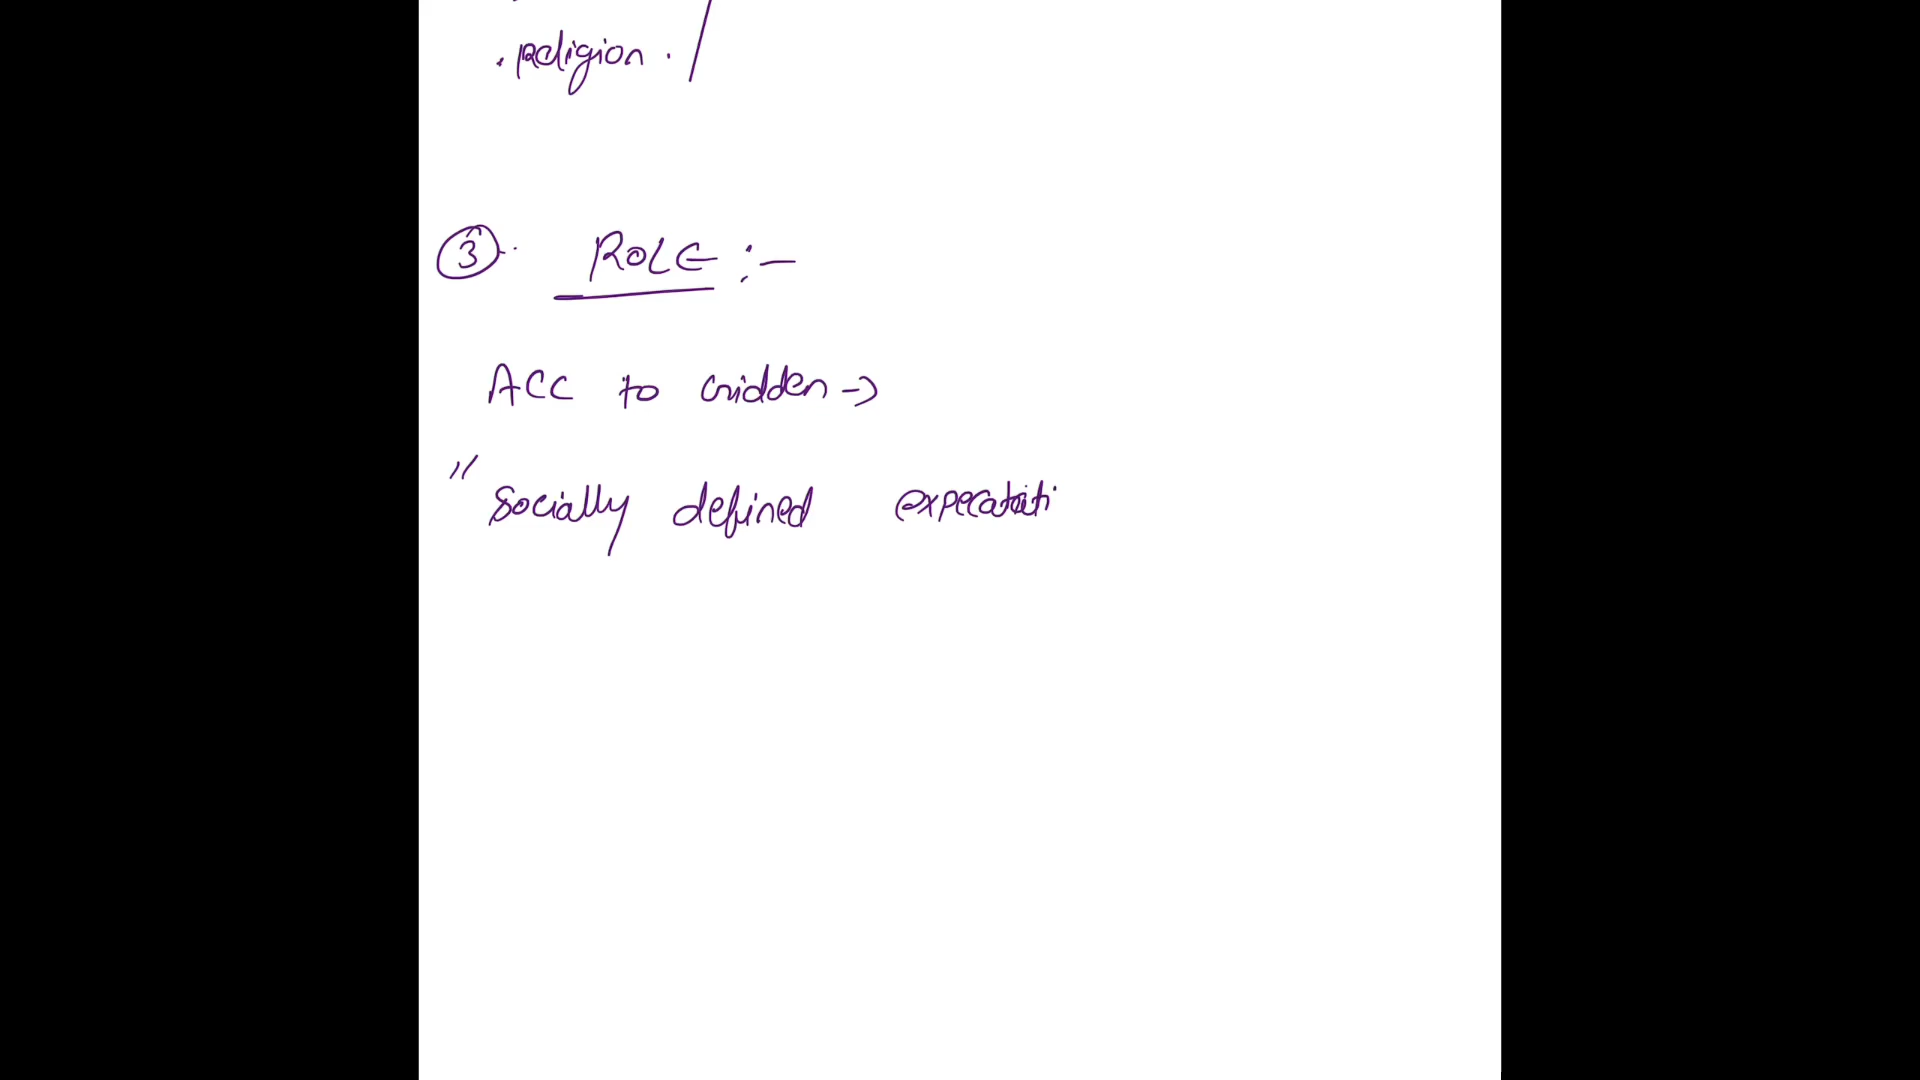 . religion .
③. ROLE :-
ACC to Gidden →
" Socially defined expecatati